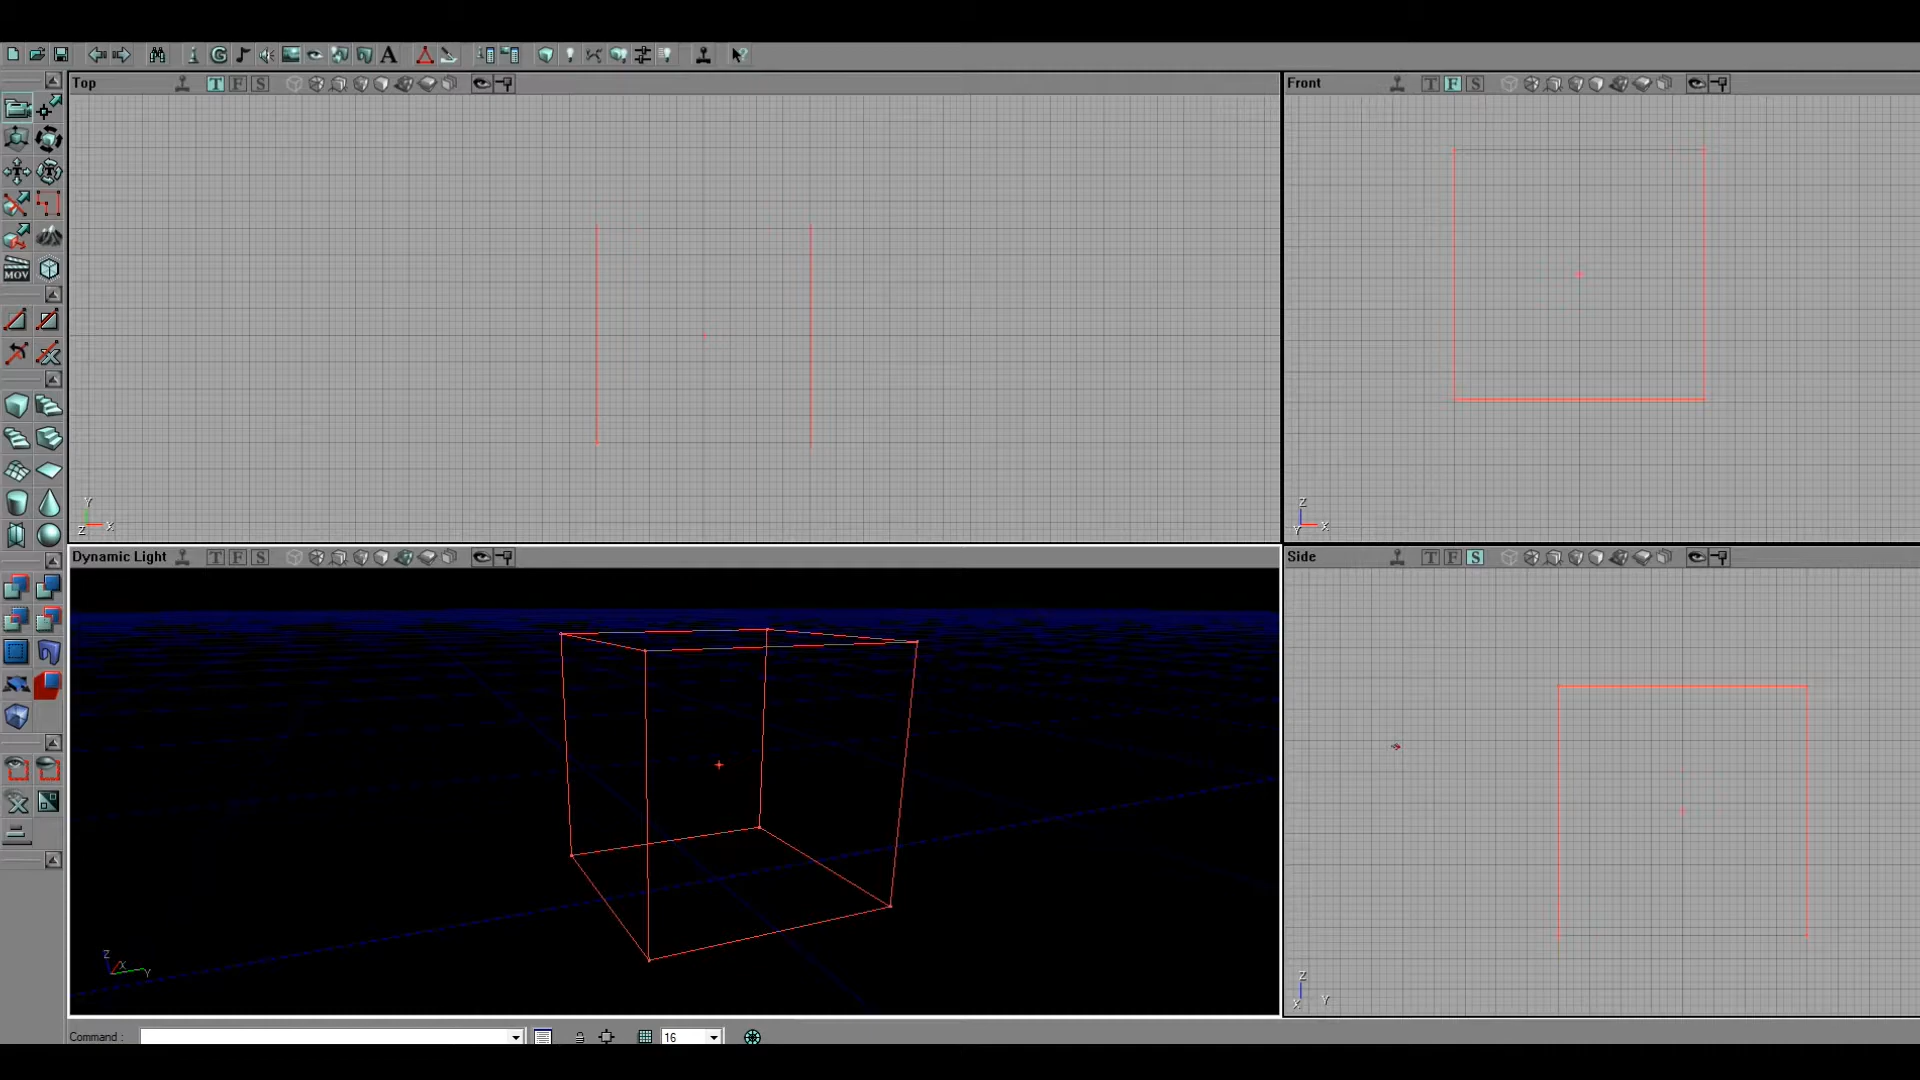 Top
T F S
Front
T F S
MOV
Y
Z X
Z
Y X
Dynamic Light
T F S
Side
T F S
Z
X Y
Z
X Y
Command :
16